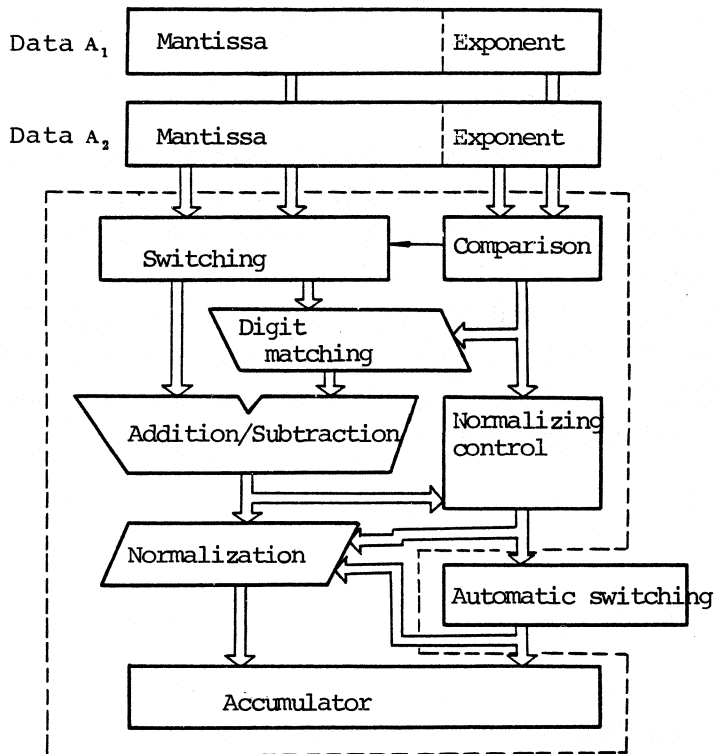 Data A₁ Mantissa Exponent
Data A₂ Mantissa Exponent
Switching
Comparison
Digit
matching
Addition/Subtraction
Normalizing
control
Normalization
Automatic switching
Accumulator